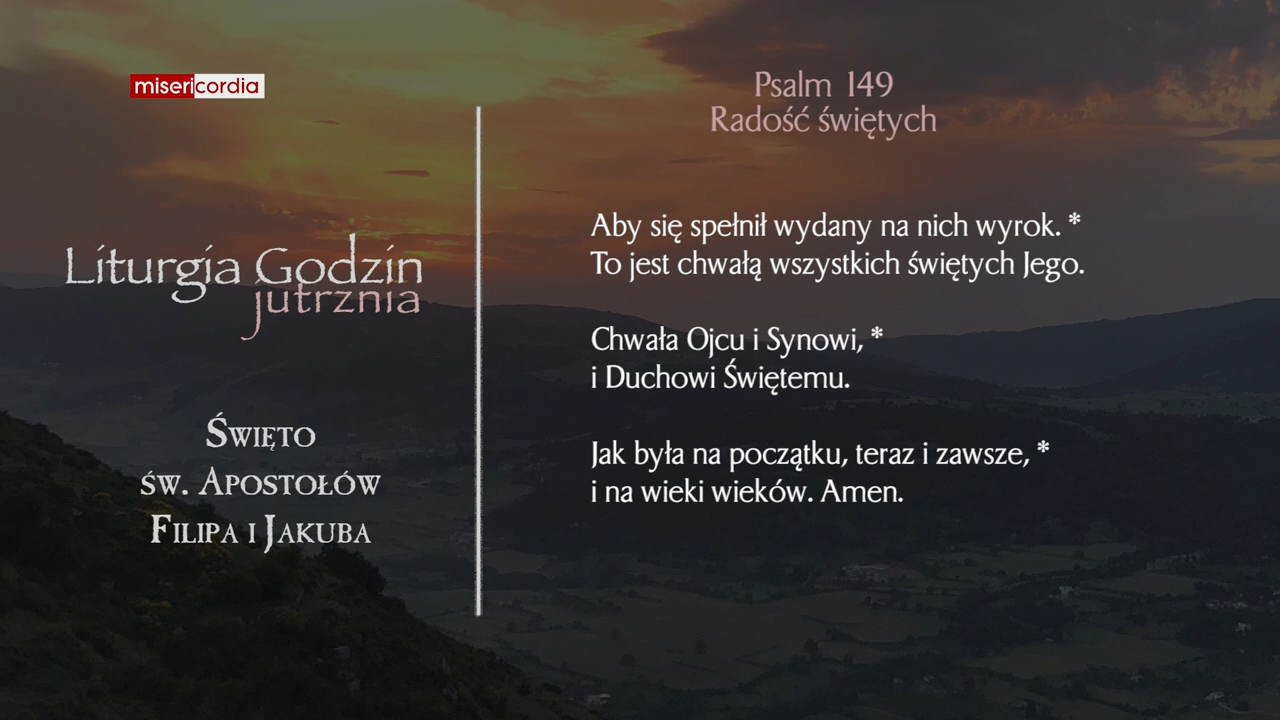 misericordia
Liturgia Godzin
jutrznia
Święto
św. Apostołów
Filipa i Jakuba
Psalm 149
Radość świętych
Aby się spełnił wydany na nich wyrok. *
To jest chwałą wszystkich świętych Jego.
Chwała Ojcu i Synowi, *
i Duchowi Świętemu.
Jak była na początku, teraz i zawsze, *
i na wieki wieków. Amen.